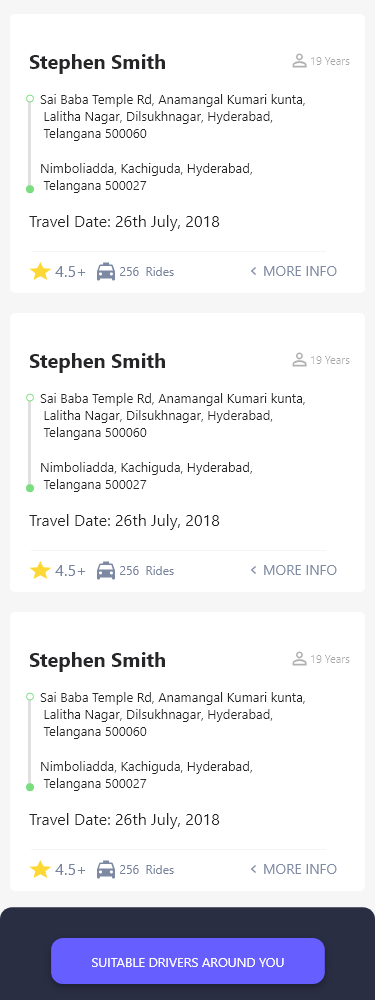 Stephen Smith
19 Years
Sai Baba Temple Rd, Anamangal Kumari kunta,
Lalitha Nagar, Dilsukhnagar, Hyderabad,
Telangana 500060
Nimboliadda, Kachiguda, Hyderabad,
Telangana 500027
Travel Date: 26th July, 2018
4.5+ 256 Rides < MORE INFO
Stephen Smith
19 Years
Sai Baba Temple Rd, Anamangal Kumari kunta,
Lalitha Nagar, Dilsukhnagar, Hyderabad,
Telangana 500060
Nimboliadda, Kachiguda, Hyderabad,
Telangana 500027
Travel Date: 26th July, 2018
4.5+ 256 Rides < MORE INFO
Stephen Smith
19 Years
Sai Baba Temple Rd, Anamangal Kumari kunta,
Lalitha Nagar, Dilsukhnagar, Hyderabad,
Telangana 500060
Nimboliadda, Kachiguda, Hyderabad,
Telangana 500027
Travel Date: 26th July, 2018
4.5+ 256 Rides < MORE INFO
SUITABLE DRIVERS AROUND YOU